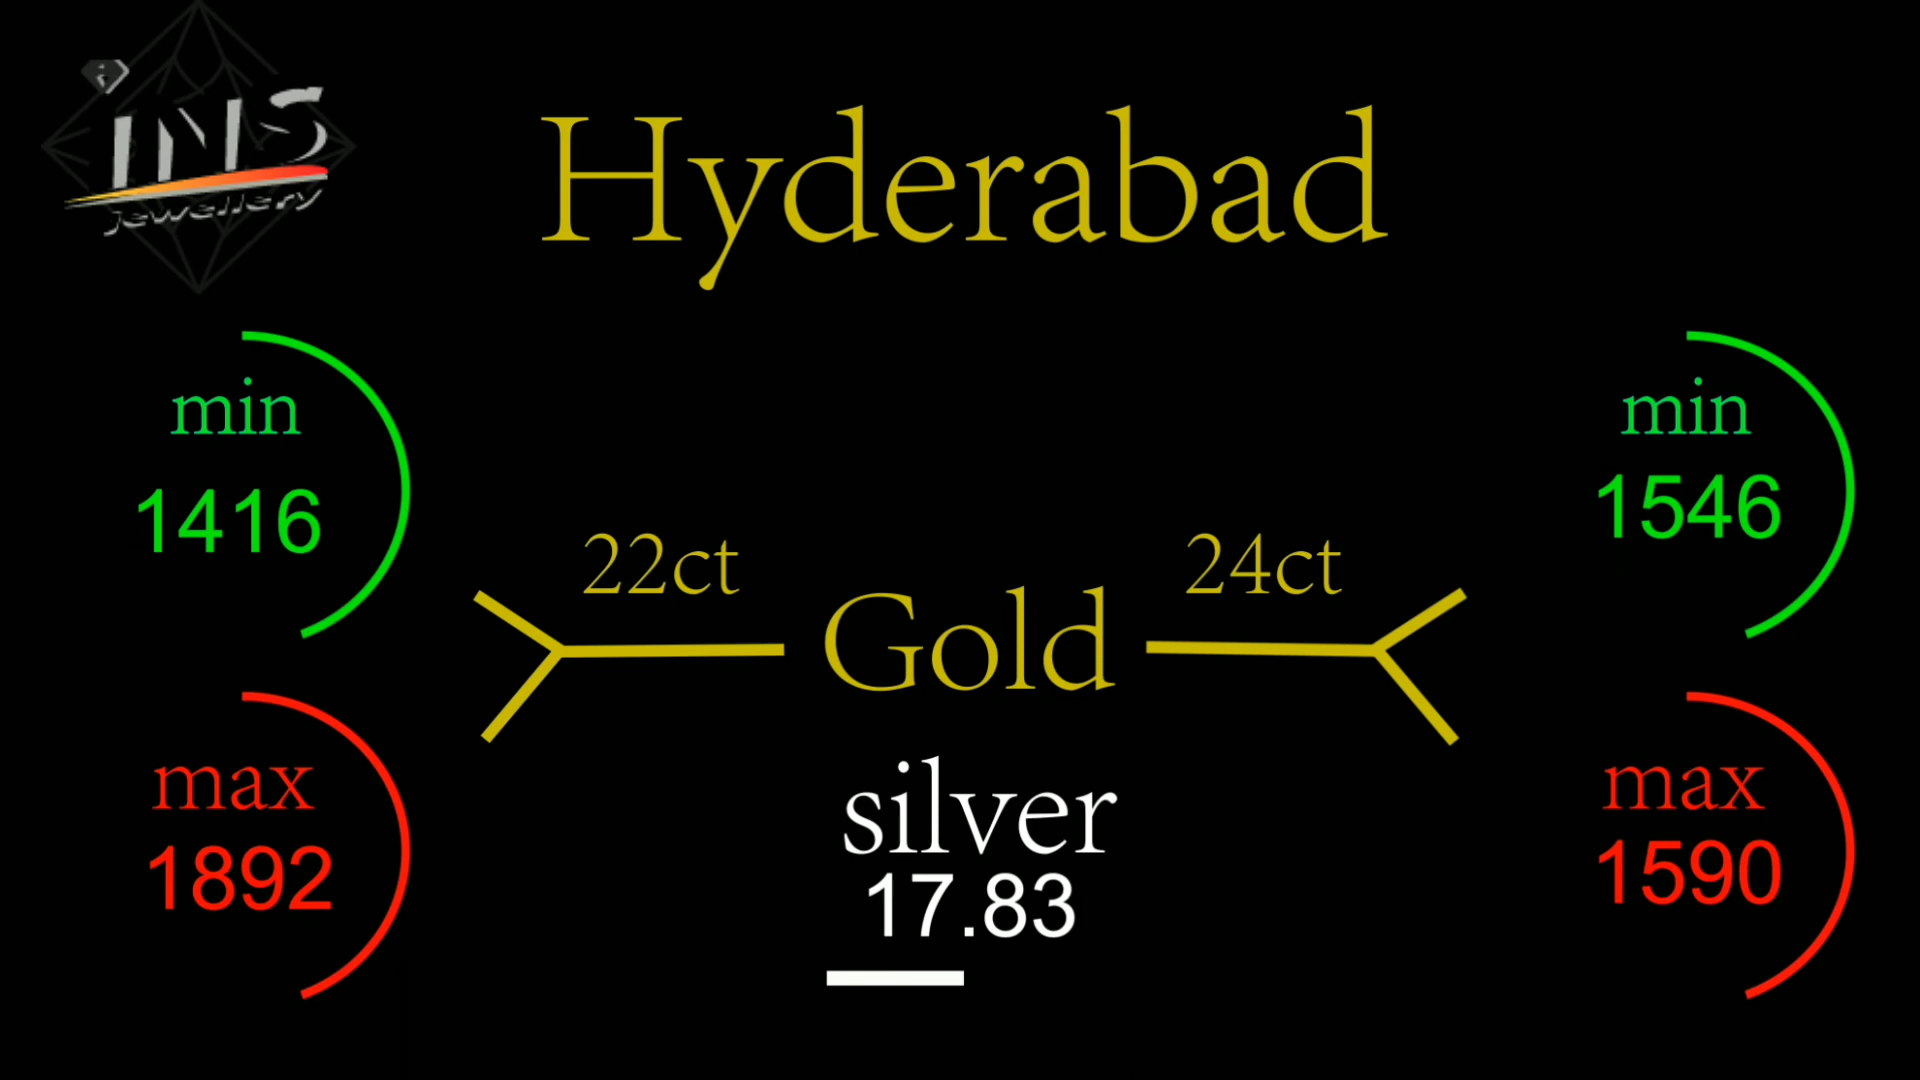 iNS
jewellery
Hyderabad
min
1416
min
1546
22ct
24ct
Gold
max
1892
max
1590
silver
17.83